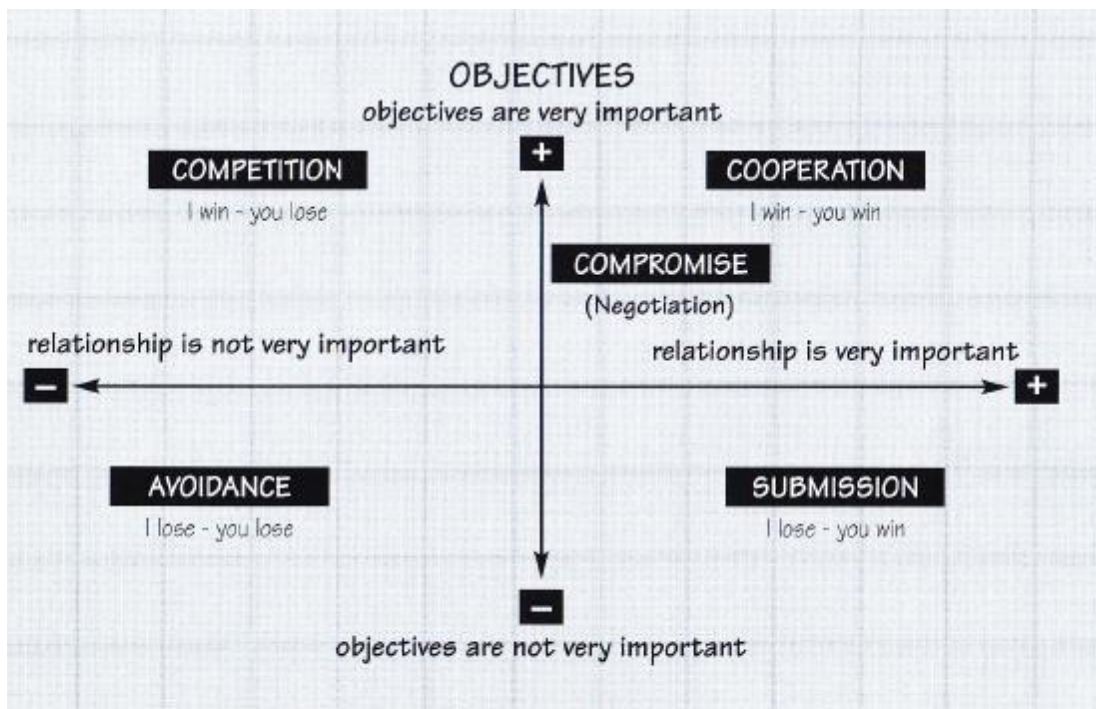 OBJECTIVES
objectives are very important
+
COMPETITION
I win - you lose
COOPERATION
I win - you win
COMPROMISE
(Negotiation)
relationship is not very important
relationship is very important
−
+
AVOIDANCE
I lose - you lose
SUBMISSION
I lose - you win
−
objectives are not very important